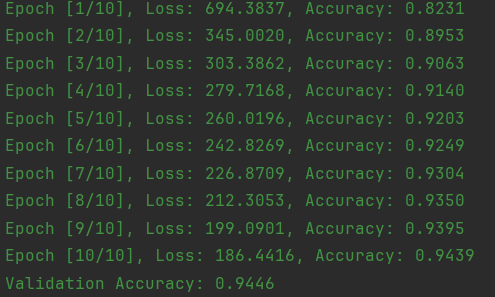 Epoch [1/10], Loss: 694.3837, Accuracy: 0.8231
Epoch [2/10], Loss: 345.0020, Accuracy: 0.8953
Epoch [3/10], Loss: 303.3862, Accuracy: 0.9063
Epoch [4/10], Loss: 279.7168, Accuracy: 0.9140
Epoch [5/10], Loss: 260.0196, Accuracy: 0.9203
Epoch [6/10], Loss: 242.8269, Accuracy: 0.9249
Epoch [7/10], Loss: 226.8709, Accuracy: 0.9304
Epoch [8/10], Loss: 212.3053, Accuracy: 0.9350
Epoch [9/10], Loss: 199.0901, Accuracy: 0.9395
Epoch [10/10], Loss: 186.4416, Accuracy: 0.9439
Validation Accuracy: 0.9446